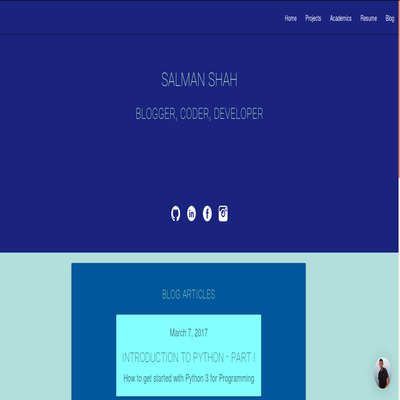 Home Projects Academics Resume Blog
SALMAN SHAH
BLOGGER, CODER, DEVELOPER
BLOG ARTICLES
March 7, 2017
INTRODUCTION TO PYTHON - PART I
How to get started with Python 3 for Programming